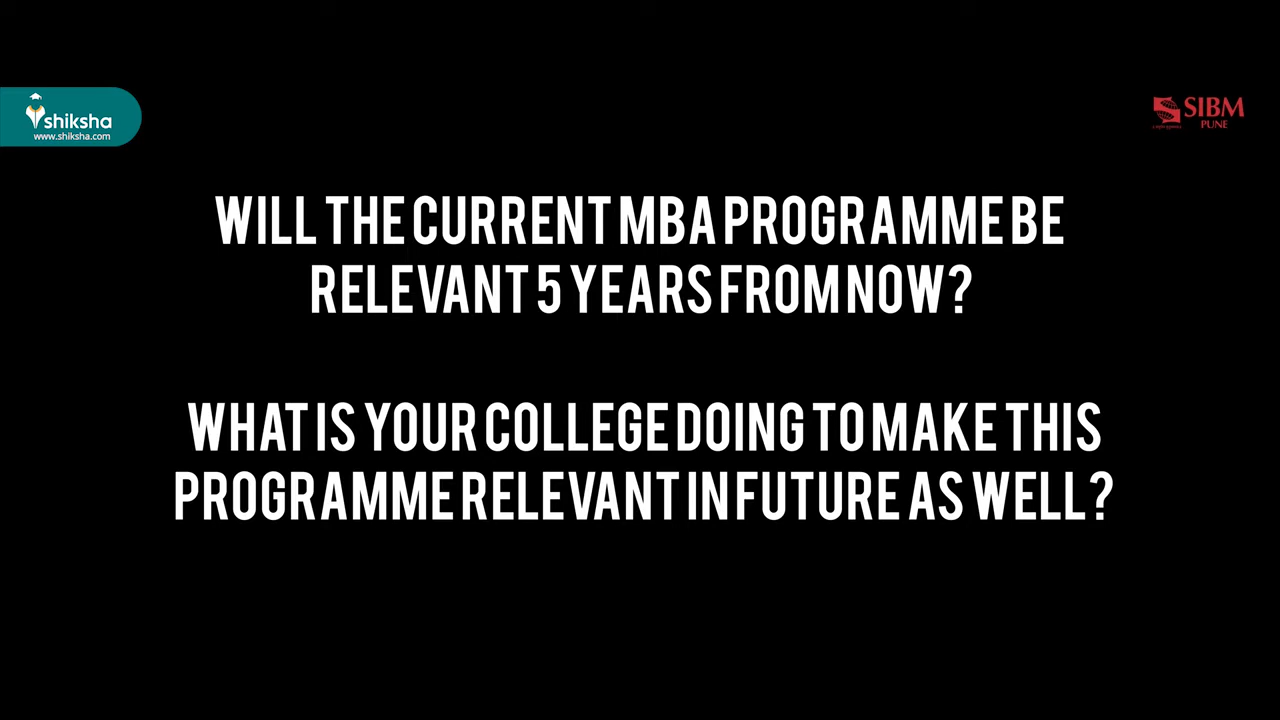 shiksha
www.shiksha.com
SIBM
PUNE
WILL THE CURRENT MBA PROGRAMME BE
RELEVANT 5 YEARS FROM NOW?
WHAT IS YOUR COLLEGE DOING TO MAKE THIS
PROGRAMME RELEVANT IN FUTURE AS WELL?